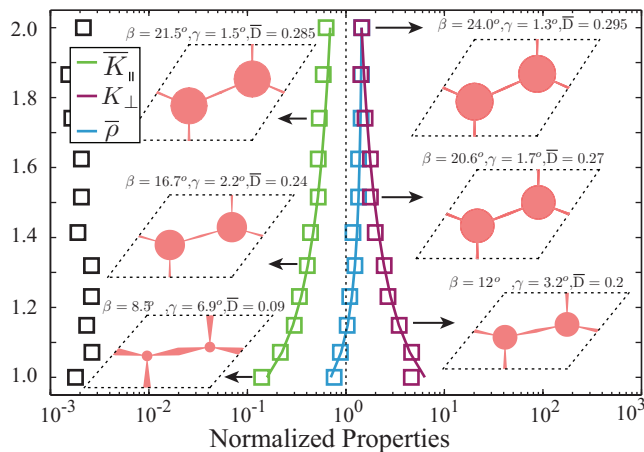 2.0
1.8
1.6
1.4
1.2
1.0
β = 21.5°, γ = 1.5°, D̅ = 0.285
β = 24.0°, γ = 1.3°, D̅ = 0.295
K̅∥
K⊥
ρ̅
β = 16.7°, γ = 2.2°, D̅ = 0.24
β = 20.6°, γ = 1.7°, D̅ = 0.27
β = 8.5° , γ = 6.9°, D̅ = 0.09
β = 12° , γ = 3.2°, D̅ = 0.2
10⁻³ 10⁻² 10⁻¹ 10⁰ 10¹ 10² 10³
Normalized Properties